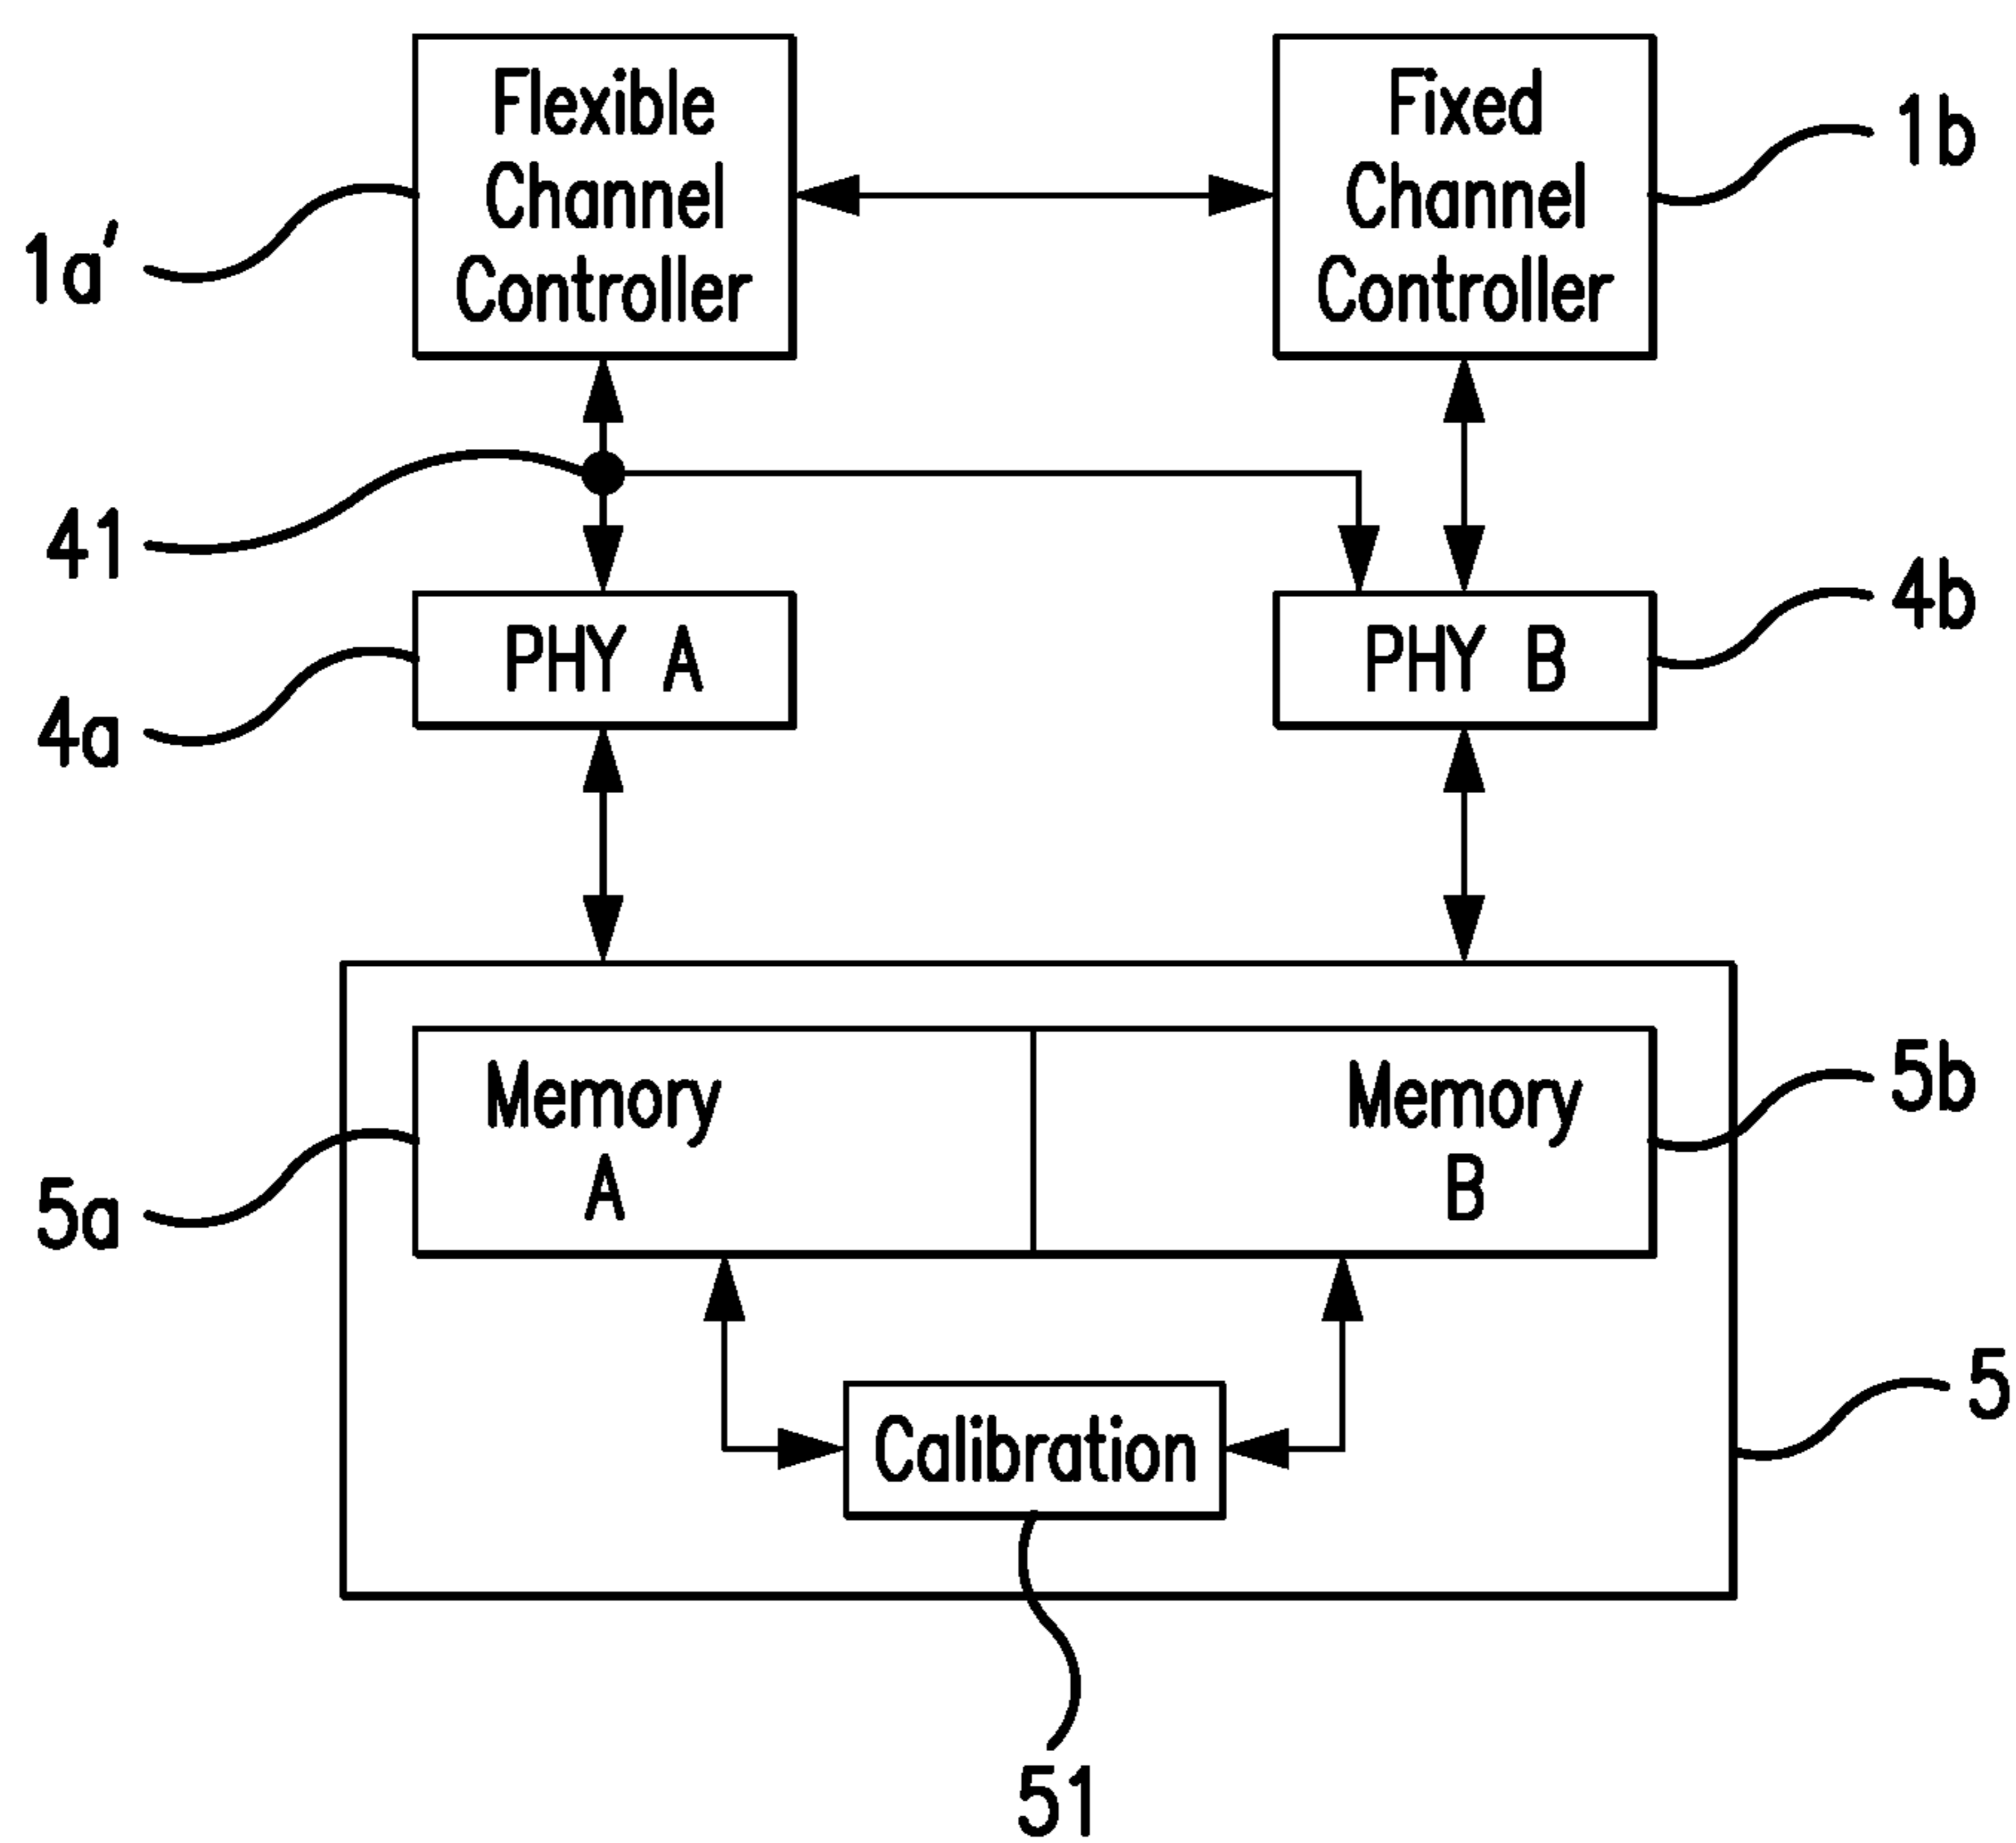 Flexible
Channel
Controller
Fixed
Channel
Controller
1b
1a'
41
4b
PHY A
PHY B
4a
5b
Memory
A
Memory
B
5a
5
Calibration
51